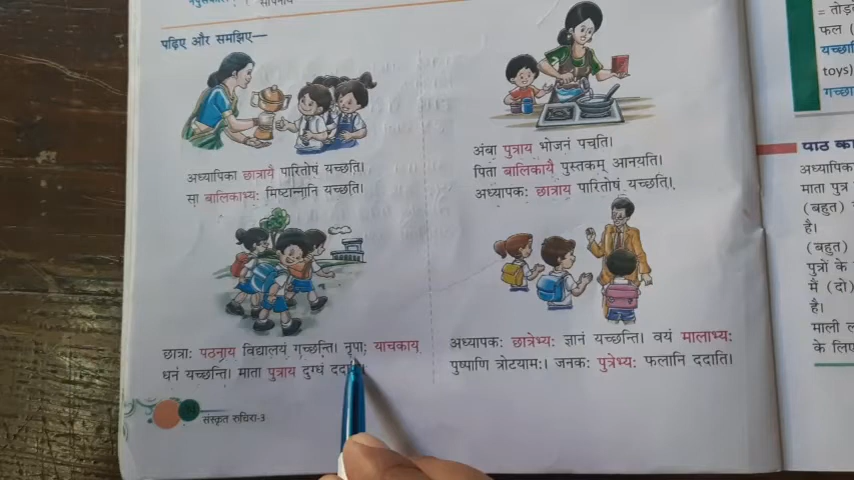 पढ़िए और समझिए—
अध्यापिका छात्रायै पारितोषं यच्छति।
सा बालिकाभ्यः मिष्टान्नानि यच्छति।
अंबा पुत्राय भोजनं पचति।
पिता बालिकायै पुस्तकम् आनयति।
अध्यापकः छात्राय पारितोषं यच्छति।
छात्राः पठनाय विद्यालयं गच्छन्ति। नृपाः याचकाय
धनं यच्छन्ति। माता पुत्राय दुग्धं
अध्यापकः छात्रेभ्यः ज्ञानं यच्छन्ति। वयं मालाभ्यः
पुष्पाणि त्रोटयामः। जनकः पुत्रेभ्यः फलानि ददाति।
संस्कृत रुचिरा-3
= तोड़
फल (
यच्छा
toys)
गच्छा
पाठ का
अध्यापिक
माता पुत्र
(बहुत)
है।
(बहुत)
पुत्रों के
में (दो)
है।
माली ल
के लिए